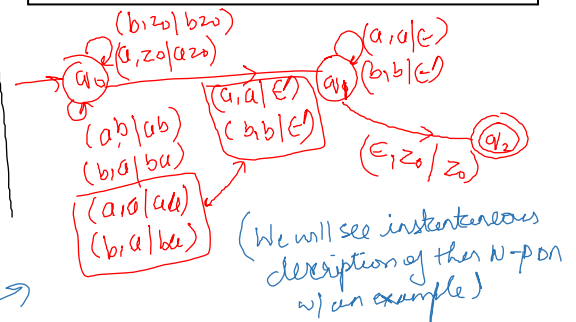 (b, z0 | bz0)
(a, z0 | az0)
q0
(a, a | ε)
(b, b | ε)
q1
(a, a | ε)
(b, b | ε)
q2
(ε, z0 / z0)
(a, b | ab)
(b, a | ba)
(a, a | aa)
(b, a | ba)
(We will see instantaneous
description of this N-PDA
w/ an example)